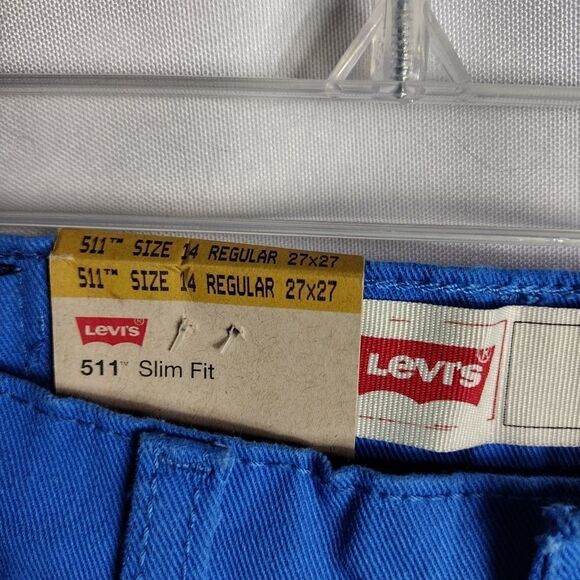 511™ SIZE 14 REGULAR 27x27
511™ SIZE 14 REGULAR 27x27
Levi's®
511™ Slim Fit
Levi's®